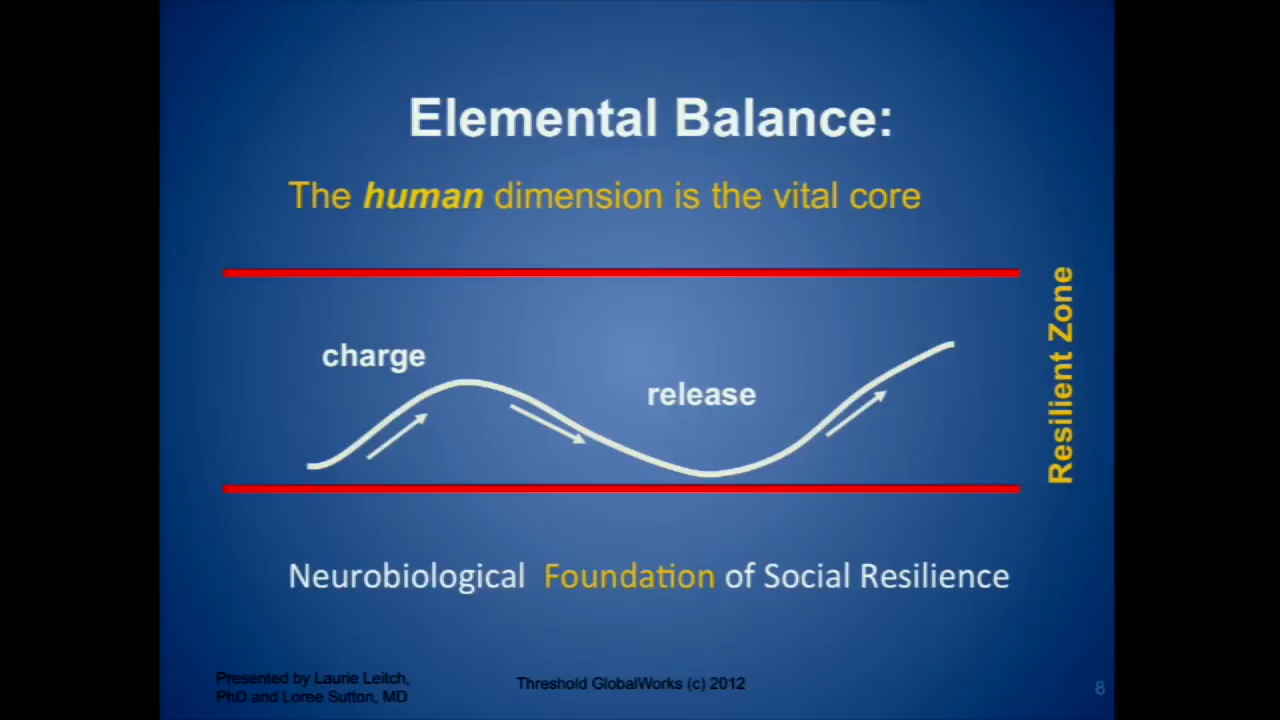 Elemental Balance:
The human dimension is the vital core
charge
release
Resilient Zone
Neurobiological Foundation of Social Resilience
Presented by Laurie Leitch,
PhD and Loree Sutton, MD
Threshold GlobalWorks (c) 2012
8